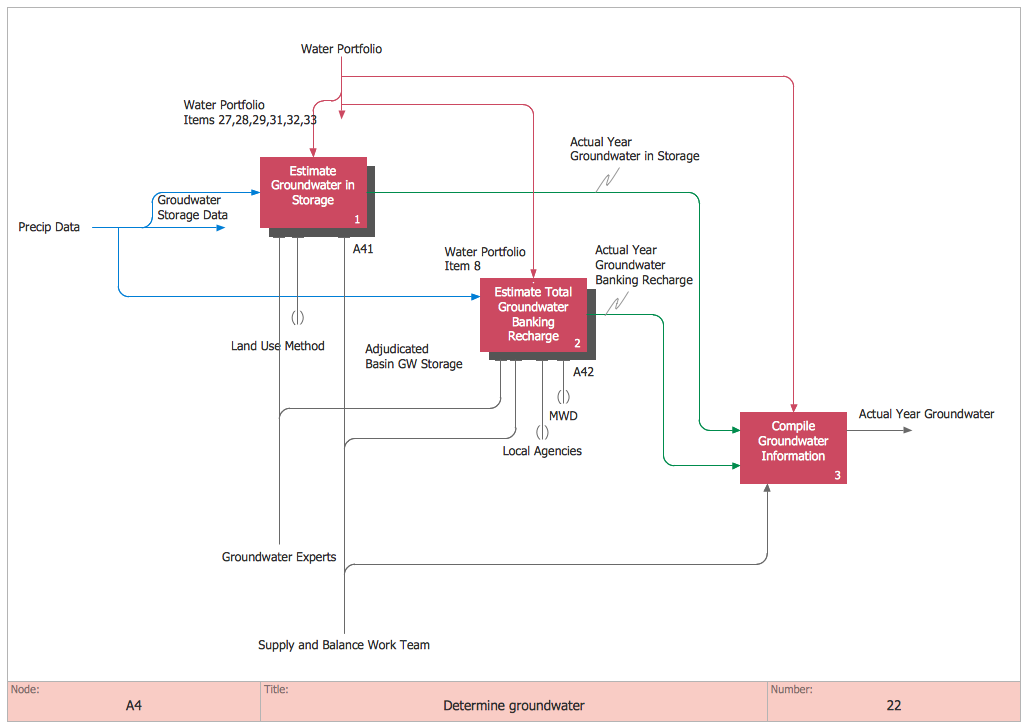 Water Portfolio
Water Portfolio
Items 27,28,29,31,32,33
Actual Year
Groundwater in Storage
Estimate
Groundwater in
Storage
1
Groudwater
Storage Data
Precip Data
A41
Water Portfolio
Item 8
Actual Year
Groundwater
Banking Recharge
Estimate Total
Groundwater
Banking
Recharge
2
Land Use Method
Adjudicated
Basin GW Storage
A42
MWD
Local Agencies
Actual Year Groundwater
Compile
Groundwater
Information
3
Groundwater Experts
Supply and Balance Work Team
Node:
A4
Title:
Determine groundwater
Number:
22